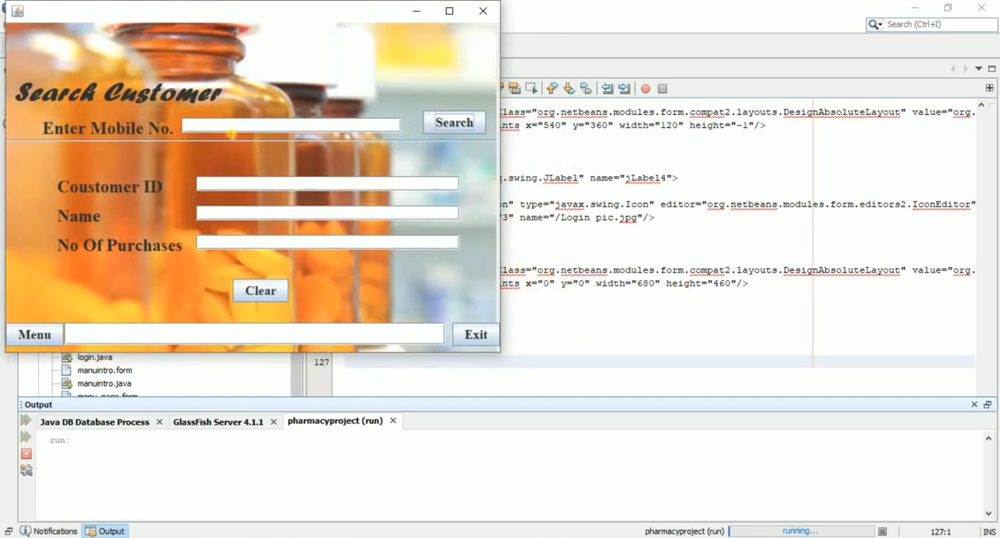 Search (Ctrl+I)
Search Customer
Enter Mobile No.
Search
Coustomer ID
Name
No Of Purchases
Clear
Menu
Exit
Class="org.netbeans.modules.form.compat2.layouts.DesignAbsoluteLayout" value="org.
nts x="540" y="360" width="120" height="-1"/>
x.swing.JLabel" name="jLabel4">
on" type="javax.swing.Icon" editor="org.netbeans.modules.form.editors2.IconEditor"
"3" name="/Login pic.jpg"/>
Class="org.netbeans.modules.form.compat2.layouts.DesignAbsoluteLayout" value="org.
nts x="0" y="0" width="680" height="460"/>
127
login.java
manuintro.form
manuintro.java
Output
Java DB Database Process
GlassFish Server 4.1.1
pharmacyproject (run)
run:
Notifications
Output
pharmacyproject (run)
running...
127:1
INS